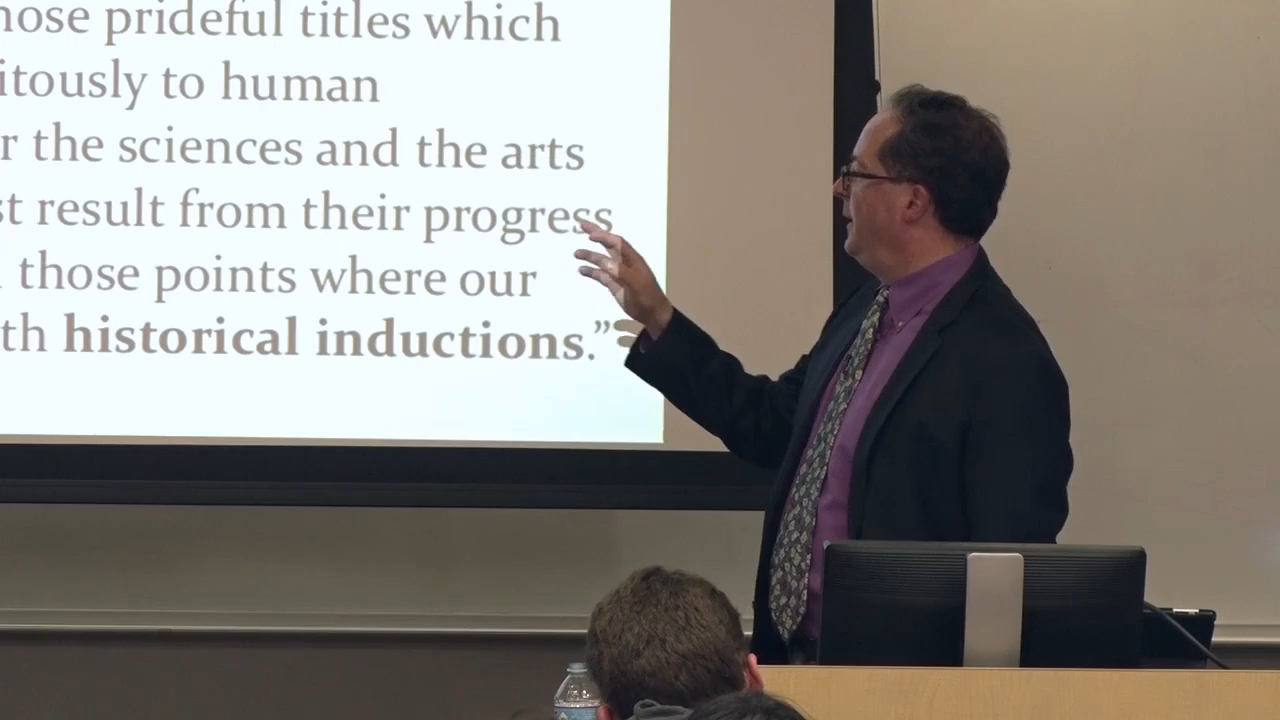 hose prideful titles which
itously to human
r the sciences and the arts
st result from their progress
those points where our
th historical inductions.”